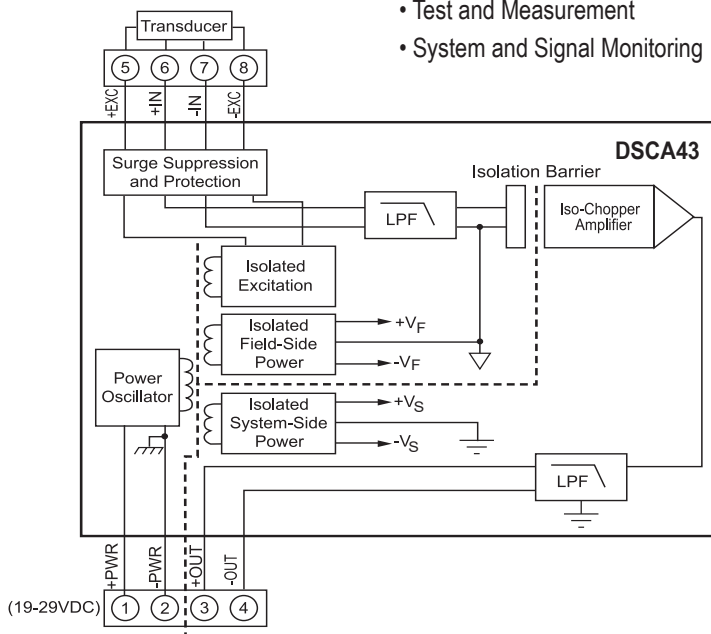 • Test and Measurement
• System and Signal Monitoring
Transducer
5 6 7 8
+EXC
+IN
-IN
-EXC
DSCA43
Surge Suppression
and Protection
Isolation Barrier
LPF
Iso-Chopper
Amplifier
Isolated
Excitation
Isolated
Field-Side
Power
+VF
-VF
Power
Oscillator
Isolated
System-Side
Power
+VS
-VS
LPF
+PWR
-PWR
+OUT
-OUT
(19-29VDC)
1 2 3 4